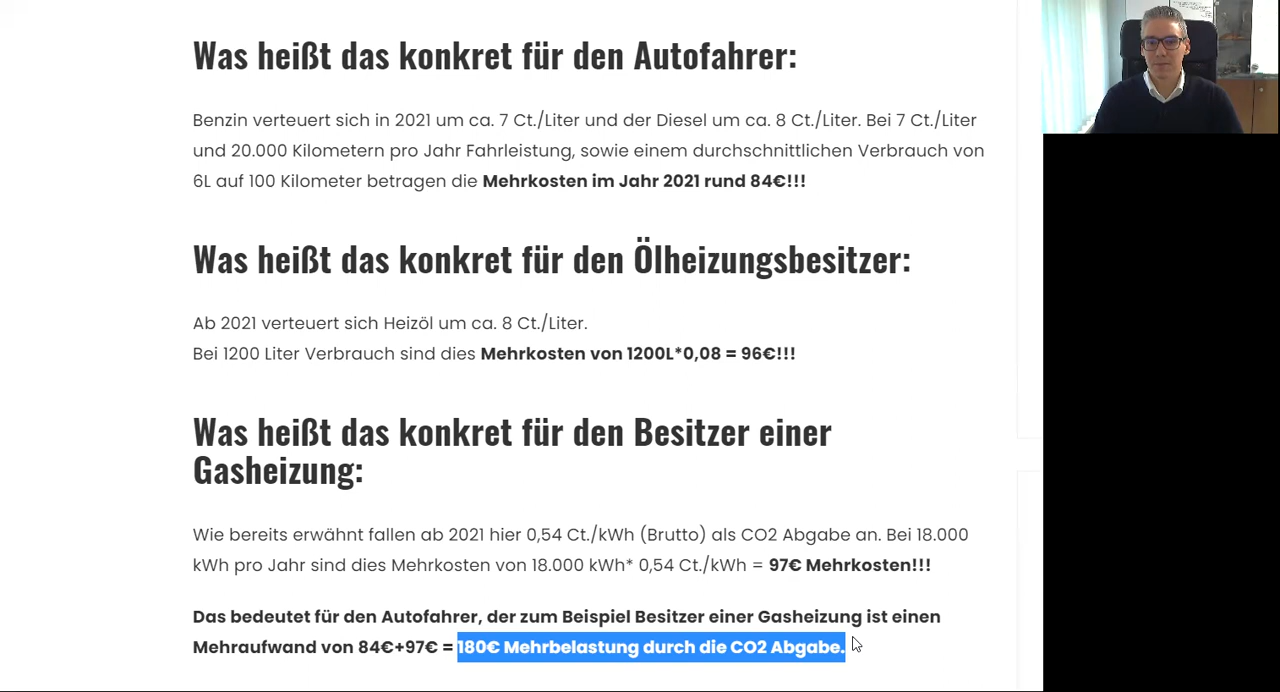 Was heißt das konkret für den Autofahrer:
Benzin verteuert sich in 2021 um ca. 7 Ct./Liter und der Diesel um ca. 8 Ct./Liter. Bei 7 Ct./Liter
und 20.000 Kilometern pro Jahr Fahrleistung, sowie einem durchschnittlichen Verbrauch von
6L auf 100 Kilometer betragen die Mehrkosten im Jahr 2021 rund 84€!!!
Was heißt das konkret für den Ölheizungsbesitzer:
Ab 2021 verteuert sich Heizöl um ca. 8 Ct./Liter.
Bei 1200 Liter Verbrauch sind dies Mehrkosten von 1200L*0,08 = 96€!!!
Was heißt das konkret für den Besitzer einer
Gasheizung:
Wie bereits erwähnt fallen ab 2021 hier 0,54 Ct./kWh (Brutto) als CO2 Abgabe an. Bei 18.000
kWh pro Jahr sind dies Mehrkosten von 18.000 kWh* 0,54 Ct./kWh = 97€ Mehrkosten!!!
Das bedeutet für den Autofahrer, der zum Beispiel Besitzer einer Gasheizung ist einen
Mehraufwand von 84€+97€ = 180€ Mehrbelastung durch die CO2 Abgabe.